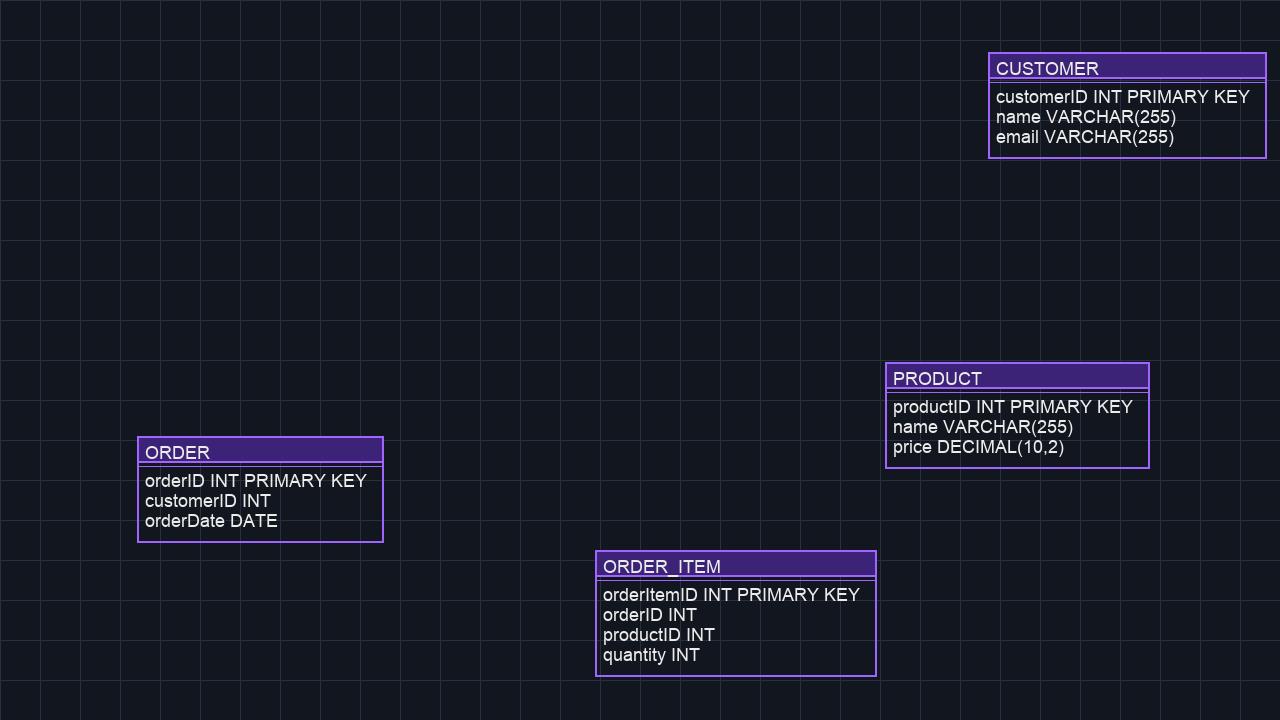 CUSTOMER
customerID INT PRIMARY KEY
name VARCHAR(255)
email VARCHAR(255)
PRODUCT
productID INT PRIMARY KEY
name VARCHAR(255)
price DECIMAL(10,2)
ORDER
orderID INT PRIMARY KEY
customerID INT
orderDate DATE
ORDER_ITEM
orderItemID INT PRIMARY KEY
orderID INT
productID INT
quantity INT